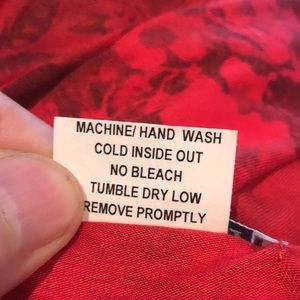 MACHINE/ HAND WASH
COLD INSIDE OUT
NO BLEACH
TUMBLE DRY LOW
REMOVE PROMPTLY